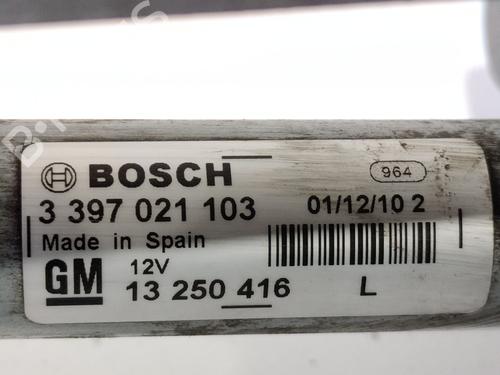 BOSCH
964
3 397 021 103
01/12/10 2
Made in Spain
GM
12V
13 250 416
L